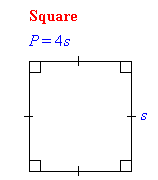 Square
P = 4s
s